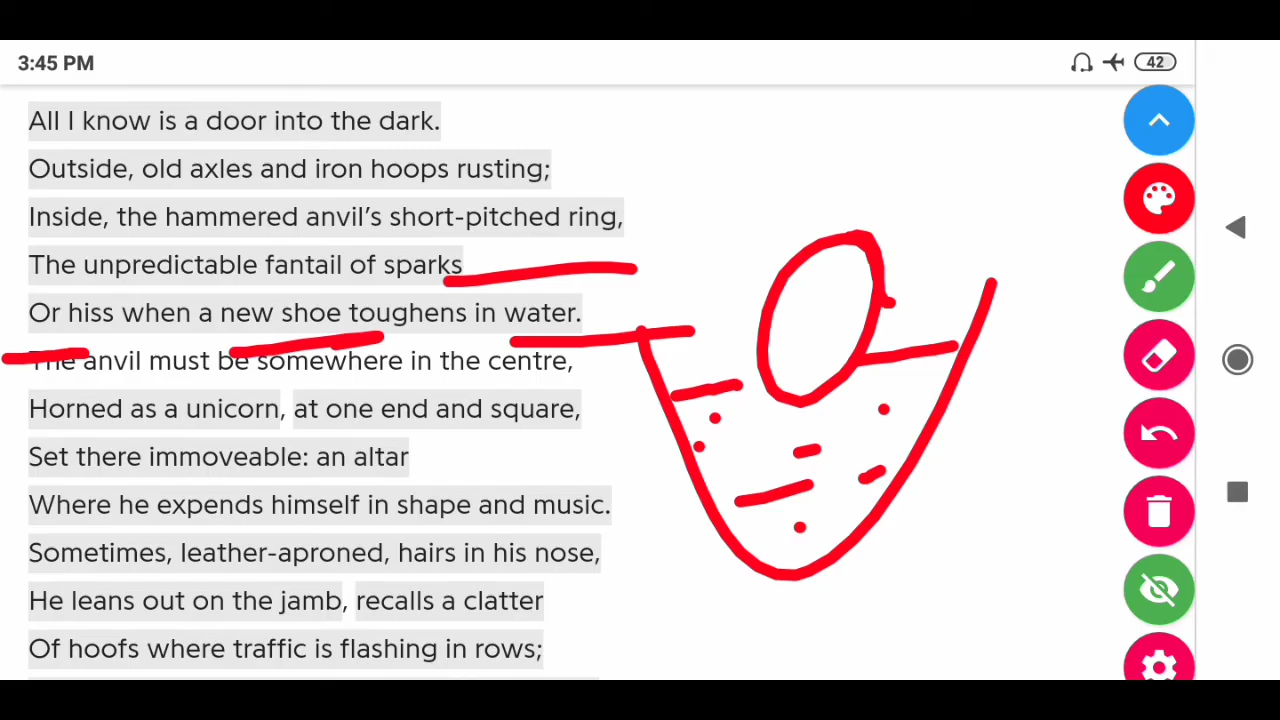 3:45 PM
42
All I know is a door into the dark.
Outside, old axles and iron hoops rusting;
Inside, the hammered anvil’s short-pitched ring,
The unpredictable fantail of sparks
Or hiss when a new shoe toughens in water.
The anvil must be somewhere in the centre,
Horned as a unicorn, at one end and square,
Set there immoveable: an altar
Where he expends himself in shape and music.
Sometimes, leather-aproned, hairs in his nose,
He leans out on the jamb, recalls a clatter
Of hoofs where traffic is flashing in rows;